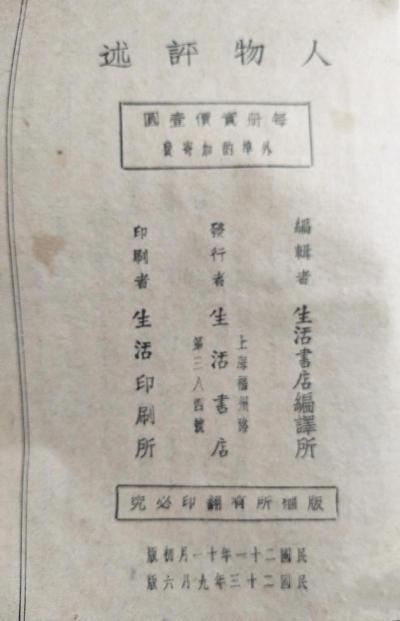 人物評述
每册實價壹圓
外埠酌加寄費
編輯者 生活書店編譯所
發行者 生活書店
上海福州路
第三八四號
印刷者 生活印刷所
版權所有翻印必究
民國二十一年十一月初版
民國二十三年九月六版